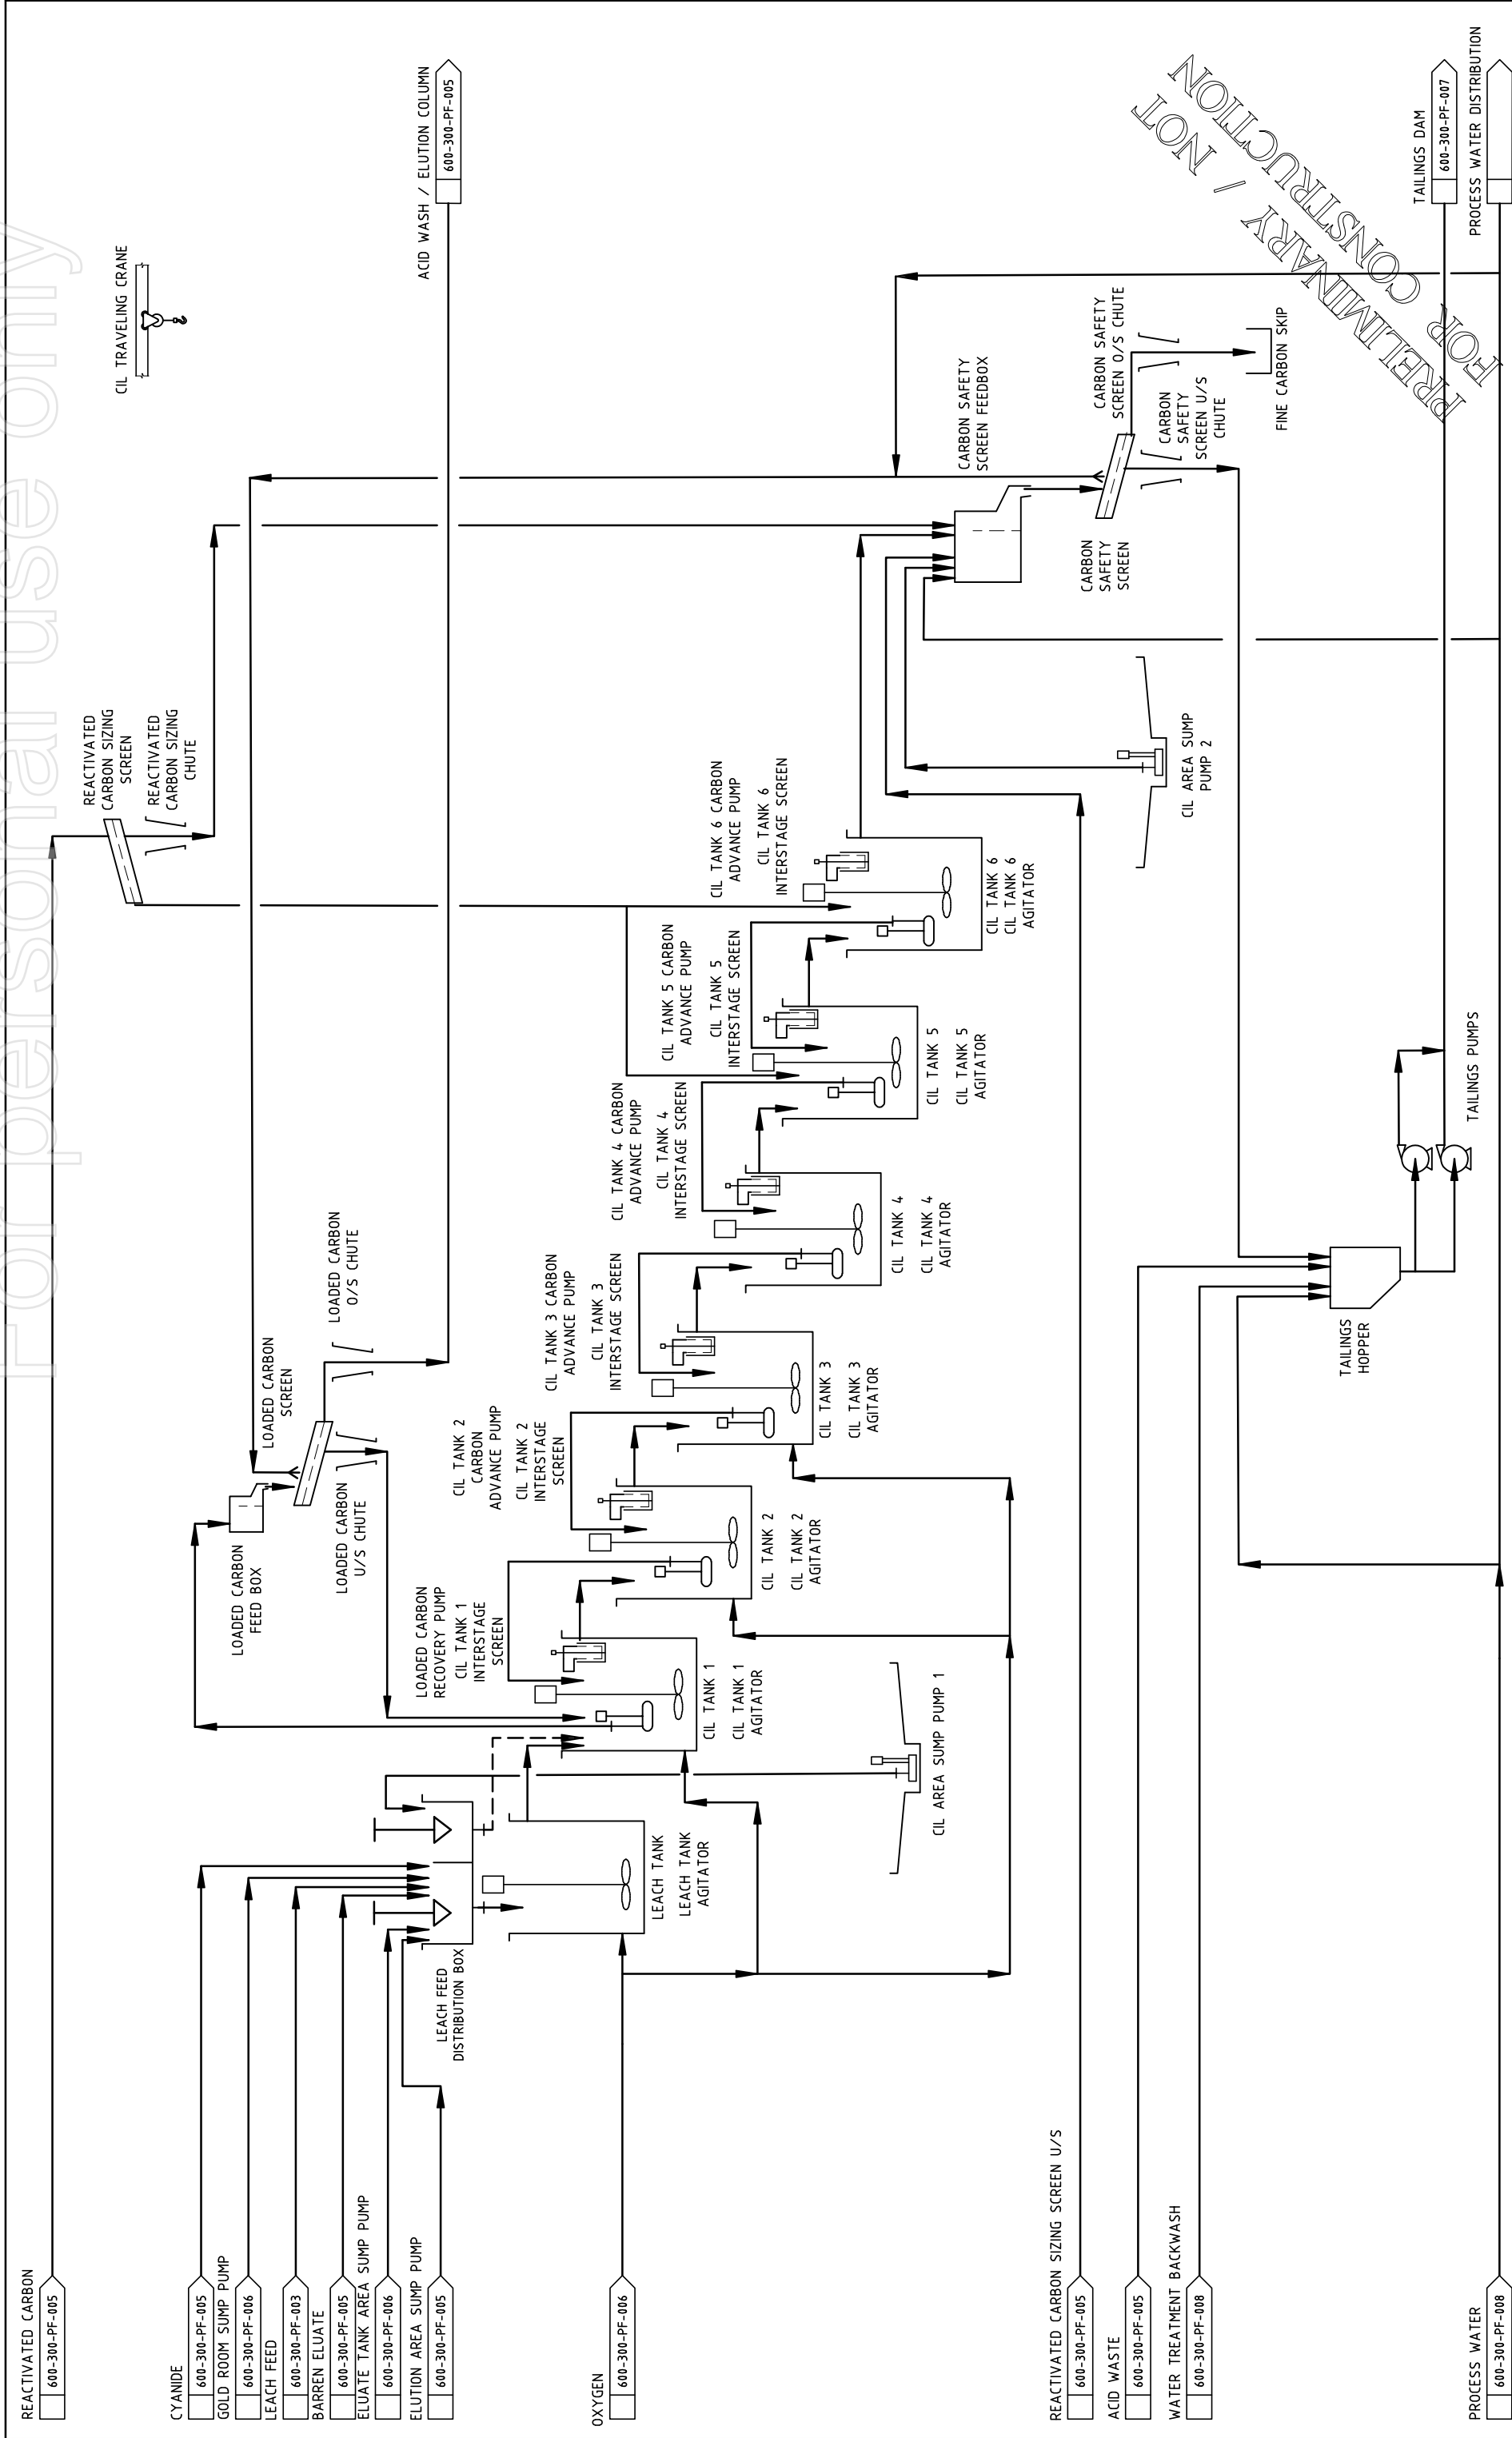 For personal use only
REACTIVATED CARBON
600-300-PF-005
CYANIDE
600-300-PF-005
GOLD ROOM SUMP PUMP
600-300-PF-006
LEACH FEED
600-300-PF-003
BARREN ELUATE
600-300-PF-005
ELUATE TANK AREA SUMP PUMP
600-300-PF-006
ELUTION AREA SUMP PUMP
600-300-PF-005
OXYGEN
600-300-PF-006
REACTIVATED CARBON SIZING SCREEN U/S
600-300-PF-005
ACID WASTE
600-300-PF-005
WATER TREATMENT BACKWASH
600-300-PF-008
PROCESS WATER
600-300-PF-008
LEACH FEED
DISTRIBUTION BOX
LEACH TANK
LEACH TANK
AGITATOR
LOADED CARBON
FEED BOX
LOADED CARBON
SCREEN
LOADED CARBON
U/S CHUTE
LOADED CARBON
O/S CHUTE
LOADED CARBON
RECOVERY PUMP
CIL TANK 1
INTERSTAGE
SCREEN
CIL TANK 1
CIL TANK 1
AGITATOR
CIL AREA SUMP PUMP 1
CIL TANK 2
CARBON
ADVANCE PUMP
CIL TANK 2
INTERSTAGE
SCREEN
CIL TANK 2
CIL TANK 2
AGITATOR
CIL TANK 3 CARBON
ADVANCE PUMP
CIL TANK 3
INTERSTAGE SCREEN
CIL TANK 3
CIL TANK 3
AGITATOR
CIL TANK 4 CARBON
ADVANCE PUMP
CIL TANK 4
INTERSTAGE SCREEN
CIL TANK 4
CIL TANK 4
AGITATOR
CIL TANK 5 CARBON
ADVANCE PUMP
CIL TANK 5
INTERSTAGE SCREEN
CIL TANK 5
CIL TANK 5
AGITATOR
CIL TANK 6 CARBON
ADVANCE PUMP
CIL TANK 6
INTERSTAGE SCREEN
CIL TANK 6
CIL TANK 6
AGITATOR
REACTIVATED
CARBON SIZING
SCREEN
REACTIVATED
CARBON SIZING
CHUTE
CIL AREA SUMP
PUMP 2
TAILINGS
HOPPER
TAILINGS PUMPS
CIL TRAVELING CRANE
CARBON SAFETY
SCREEN FEEDBOX
CARBON
SAFETY
SCREEN
CARBON SAFETY
SCREEN O/S CHUTE
CARBON
SAFETY
SCREEN U/S
CHUTE
FINE CARBON SKIP
ACID WASH / ELUTION COLUMN
600-300-PF-005
TAILINGS DAM
600-300-PF-007
PROCESS WATER DISTRIBUTION
PRELIMINARY / NOT
FOR CONSTRUCTION